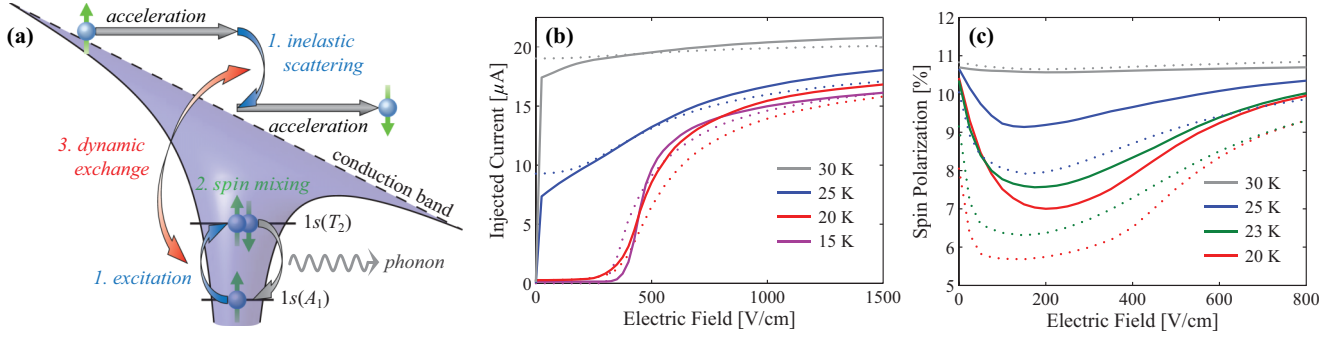 (a)
acceleration
1. inelastic
scattering
acceleration
3. dynamic
exchange
conduction band
2. spin mixing
1s(T₂)
1. excitation
phonon
1s(A₁)
(b)
Injected Current [μA]
20
15
10
5
0
0
500
1000
1500
Electric Field [V/cm]
30 K
25 K
20 K
15 K
(c)
Spin Polarization [%]
12
11
10
9
8
7
6
5
0
200
400
600
800
Electric Field [V/cm]
30 K
25 K
23 K
20 K